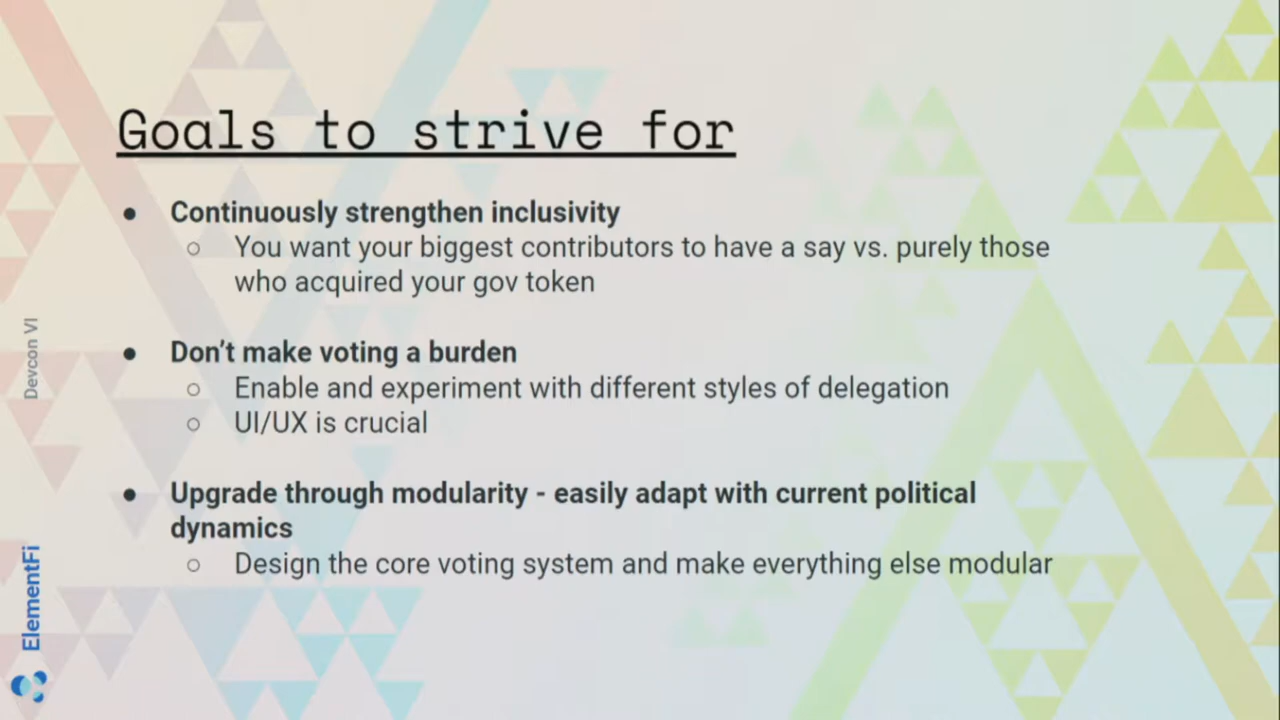 Goals to strive for
● Continuously strengthen inclusivity
○ You want your biggest contributors to have a say vs. purely those
who acquired your gov token
● Don't make voting a burden
○ Enable and experiment with different styles of delegation
○ UI/UX is crucial
● Upgrade through modularity - easily adapt with current political
dynamics
○ Design the core voting system and make everything else modular
Devcon VI
ElementFi